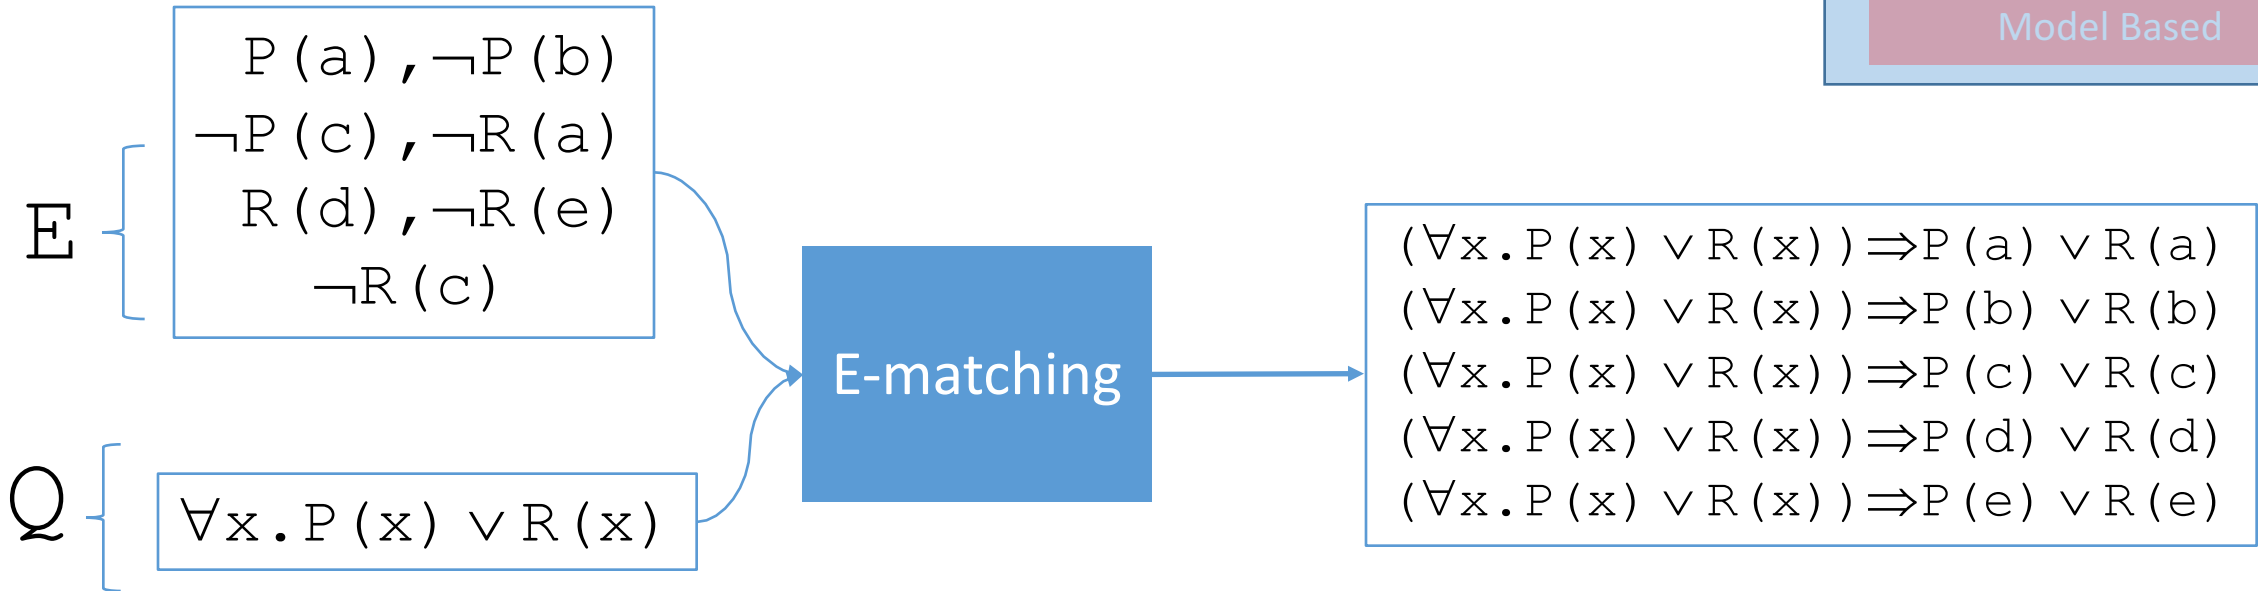 Model Based
P(a),¬P(b)
¬P(c),¬R(a)
R(d),¬R(e)
¬R(c)
E
E-matching
(∀x.P(x) ∨R(x))⇒P(a) ∨R(a)
(∀x.P(x) ∨R(x))⇒P(b) ∨R(b)
(∀x.P(x) ∨R(x))⇒P(c) ∨R(c)
(∀x.P(x) ∨R(x))⇒P(d) ∨R(d)
(∀x.P(x) ∨R(x))⇒P(e) ∨R(e)
Q
∀x.P(x) ∨R(x)